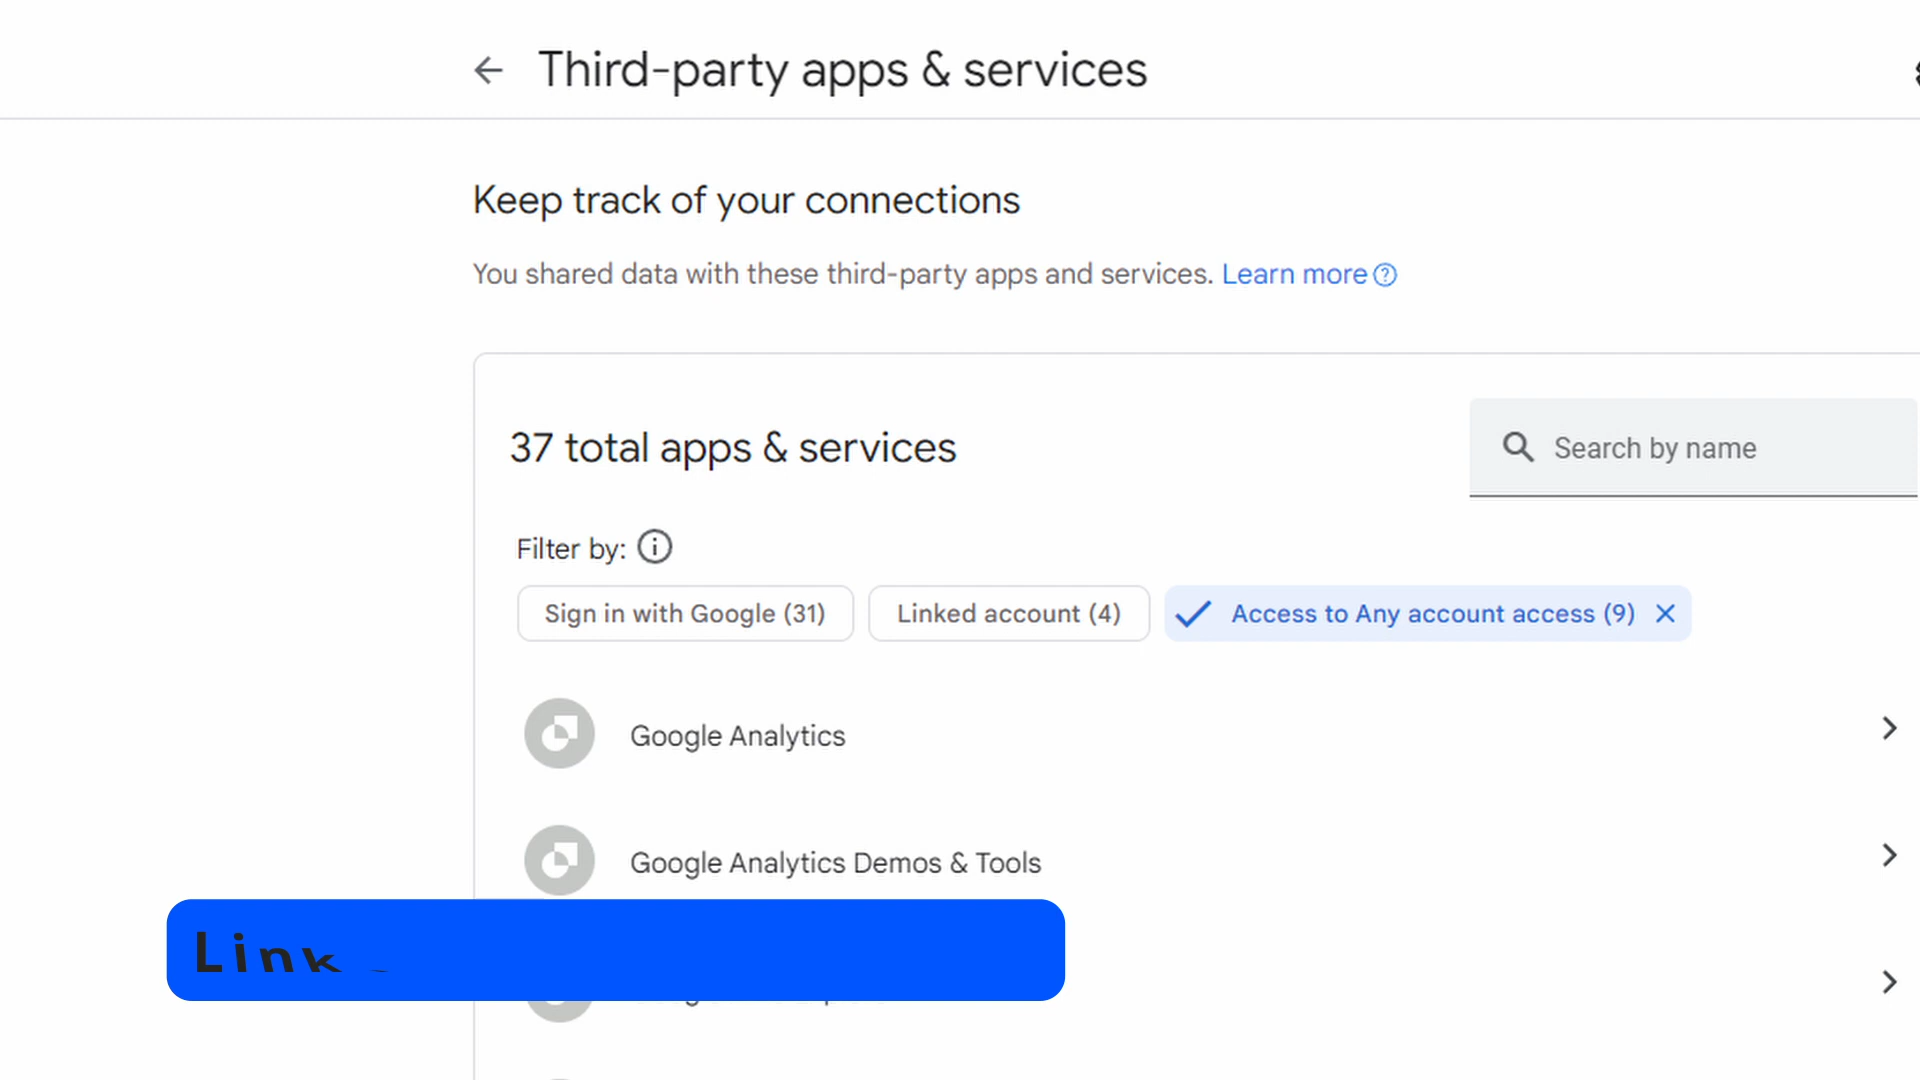 Third-party apps & services
Keep track of your connections
You shared data with these third-party apps and services. Learn more
37 total apps & services
Search by name
Filter by:
Sign in with Google (31)
Linked account (4)
Access to Any account access (9)
Google Analytics
Google Analytics Demos & Tools
Link